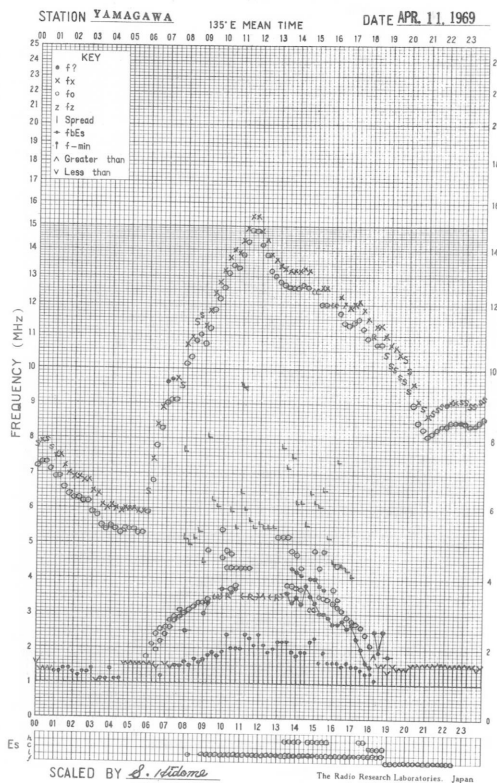 STATION YAMAGAWA
135°E MEAN TIME
DATE APR. 11, 1969
00 01 02 03 04 05 06 07 08 09 10 11 12 13 14 15 16 17 18 19 20 21 22 23
KEY
f?
fx
fo
fz
Spread
fbEs
f-min
Greater than
Less than
FREQUENCY (MHz)
25
24
23
22
21
20
19
18
17
16
15
14
13
12
11
10
9
8
7
6
5
4
3
2
1
0
00 01 02 03 04 05 06 07 08 09 10 11 12 13 14 15 16 17 18 19 20 21 22 23
Es
h
c
l
f
SCALED BY S. Hidome
The Radio Research Laboratories. Japan